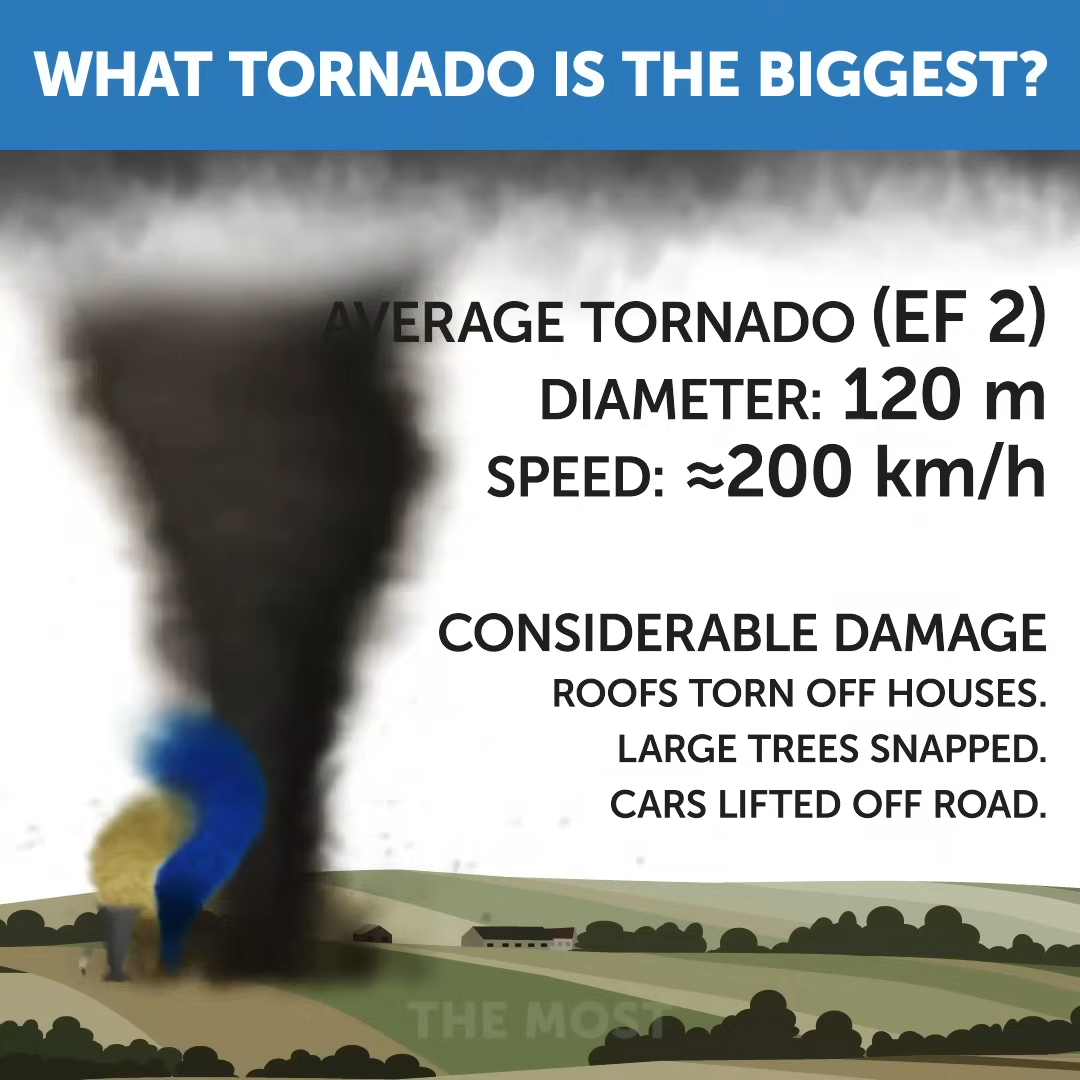 WHAT TORNADO IS THE BIGGEST?
AVERAGE TORNADO (EF 2)
DIAMETER: 120 m
SPEED: ≈200 km/h
CONSIDERABLE DAMAGE
ROOFS TORN OFF HOUSES.
LARGE TREES SNAPPED.
CARS LIFTED OFF ROAD.
THE MOST